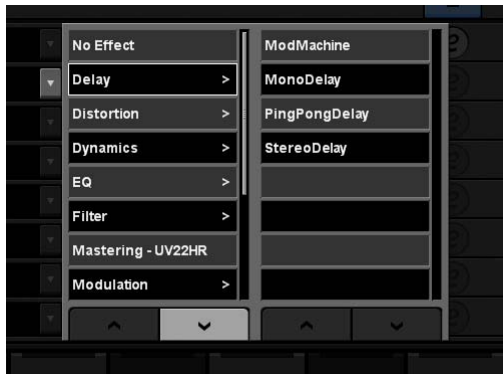 No Effect
Delay >
Distortion >
Dynamics >
EQ >
Filter >
Mastering - UV22HR
Modulation >
ModMachine
MonoDelay
PingPongDelay
StereoDelay